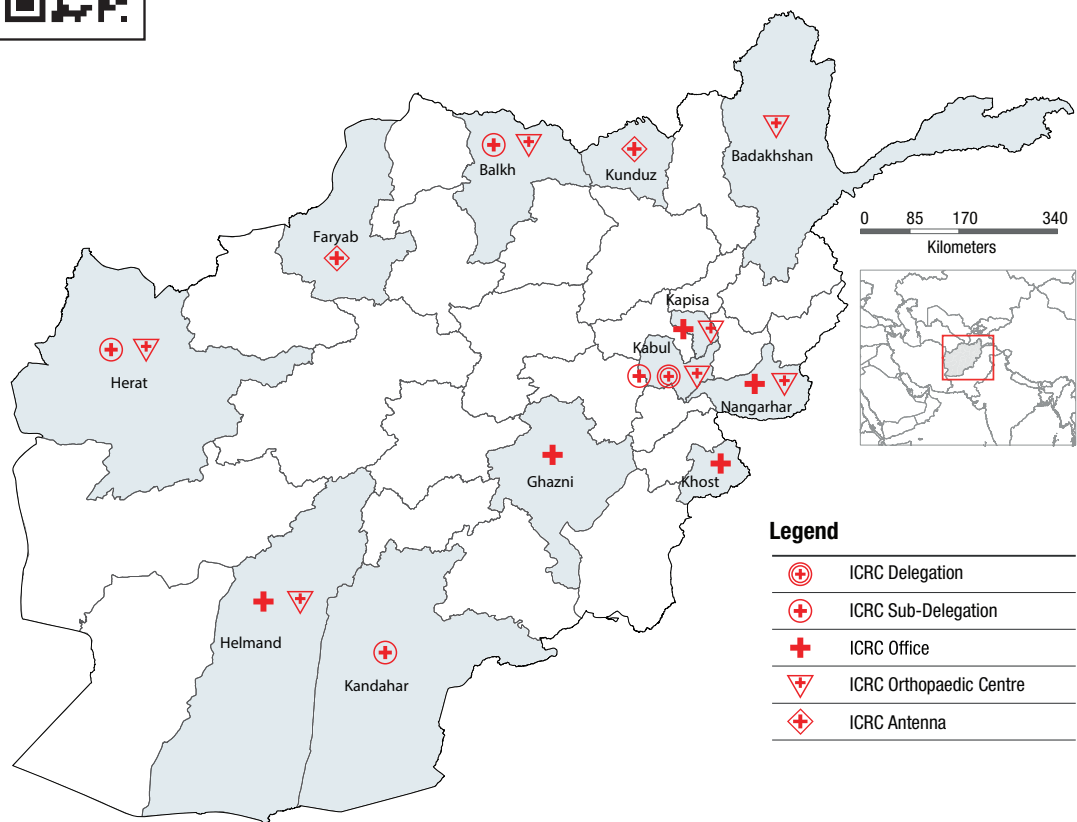 Badakhshan
Balkh
Kunduz
Faryab
0 85 170 340
Kilometers
Kapisa
Kabul
Herat
Nangarhar
Ghazni
Khost
Helmand
Kandahar
Legend
ICRC Delegation
ICRC Sub-Delegation
ICRC Office
ICRC Orthopaedic Centre
ICRC Antenna